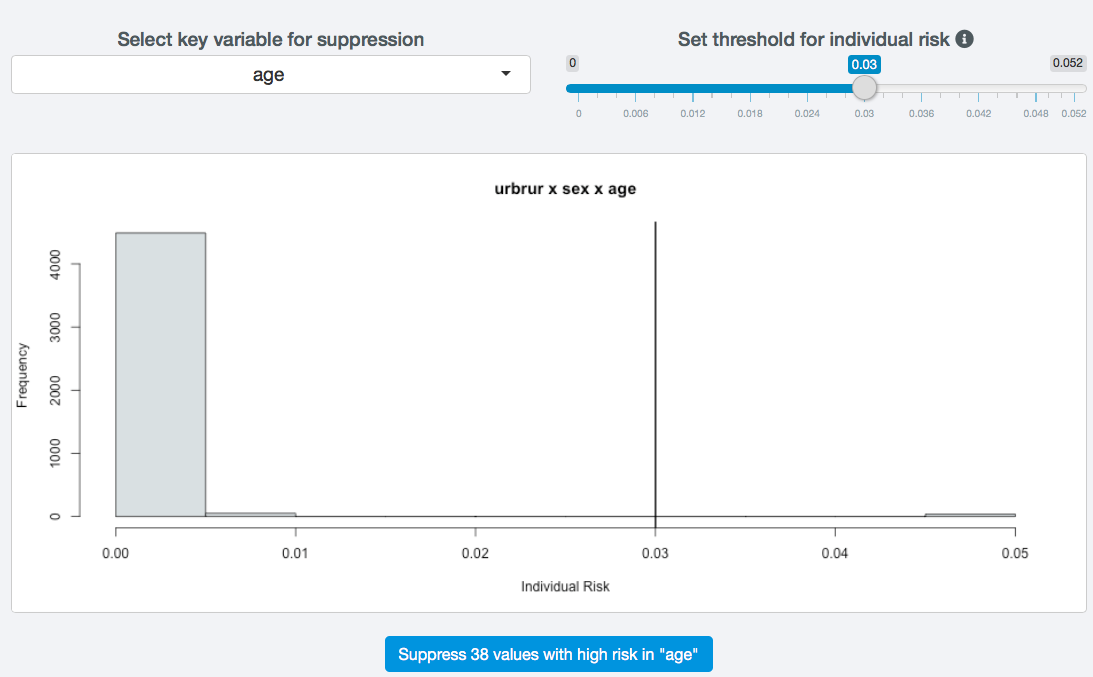 Select key variable for suppression
age
Set threshold for individual risk
0
0.03
0.052
0 0.006 0.012 0.018 0.024 0.03 0.036 0.042 0.048 0.052
urbrur x sex x age
4000
3000
2000
1000
0
Frequency
0.00 0.01 0.02 0.03 0.04 0.05
Individual Risk
Suppress 38 values with high risk in "age"